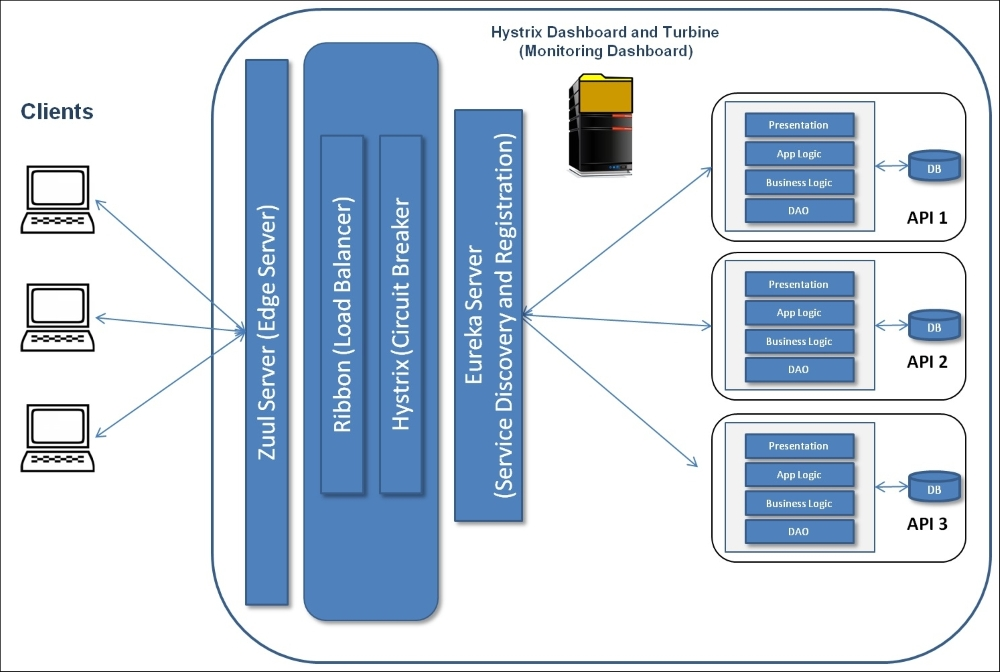 Hystrix Dashboard and Turbine
(Monitoring Dashboard)
Clients
Zuul Server (Edge Server)
Ribbon (Load Balancer)
Hystrix (Circuit Breaker
Eureka Server
(Service Discovery and Registration)
Presentation
App Logic
Business Logic
DAO
DB
API 1
Presentation
App Logic
Business Logic
DAO
DB
API 2
Presentation
App Logic
Business Logic
DAO
DB
API 3